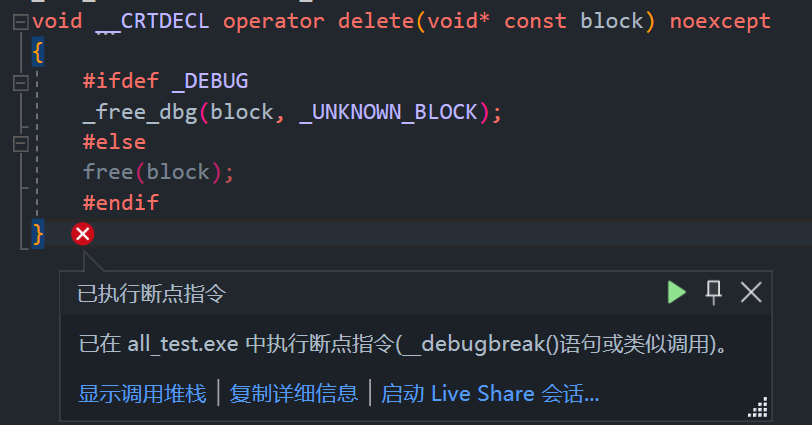 void __CRTDECL operator delete(void* const block) noexcept
{
#ifdef _DEBUG
_free_dbg(block, _UNKNOWN_BLOCK);
#else
free(block);
#endif
}
已执行断点指令
已在 all_test.exe 中执行断点指令(__debugbreak()语句或类似调用)。
显示调用堆栈 | 复制详细信息 | 启动 Live Share 会话...